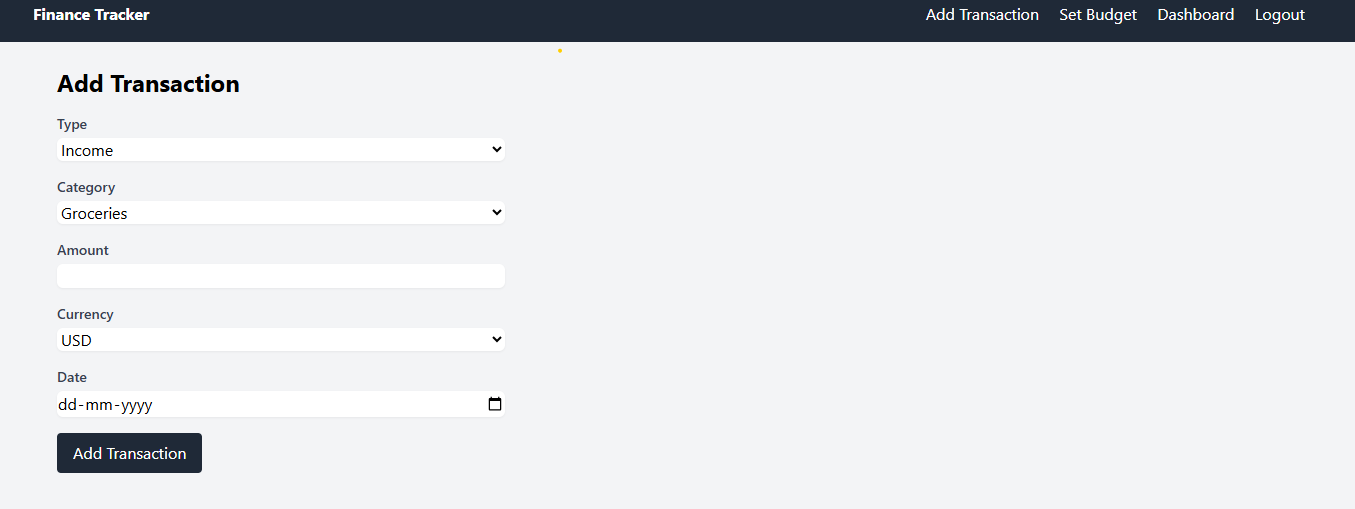 Finance Tracker Add Transaction Set Budget Dashboard Logout
Add Transaction
Type
Income
Category
Groceries
Amount
Currency
USD
Date
dd-mm-yyyy
Add Transaction